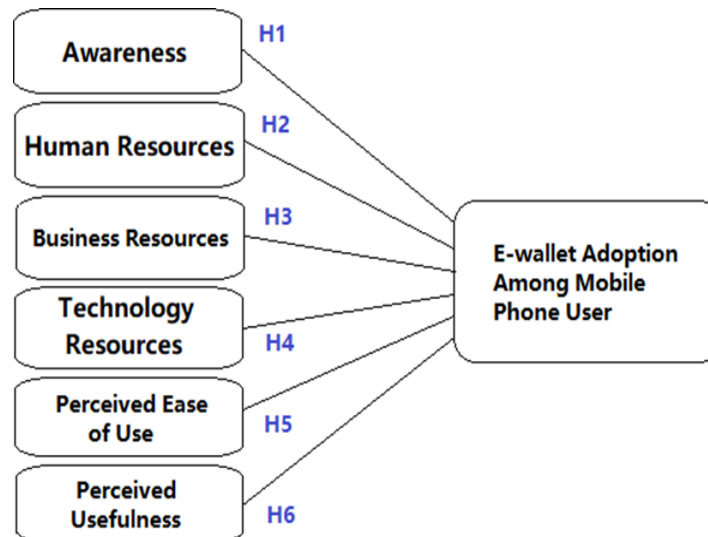 Awareness
H1
Human Resources
H2
Business Resources
H3
Technology
Resources
H4
Perceived Ease
of Use
H5
Perceived
Usefulness
H6
E-wallet Adoption
Among Mobile
Phone User